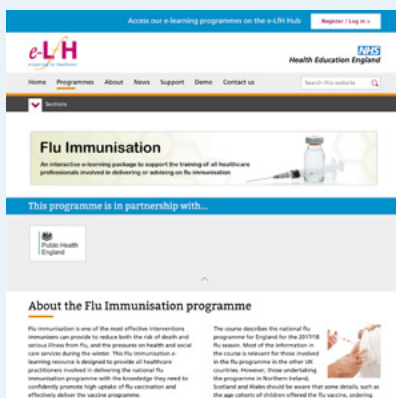 Access our e-learning programmes on the e-LfH Hub
Register / Log in »
e-LfH
e-Learning for Healthcare
NHS
Health Education England
Home Programmes About News Support Demo Contact us
Search this website
Sections
Flu Immunisation
An interactive e-learning package to support the training of all healthcare
professionals involved in delivering or advising on flu immunisation
This programme is in partnership with...
Public Health
England
About the Flu Immunisation programme
Flu immunisation is one of the most effective interventions
immunisers can provide to reduce both the risk of death and
serious illness from flu, and the pressures on health and social
care services during the winter. This Flu Immunisation e-
learning resource is designed to provide all healthcare
practitioners involved in delivering the national flu
immunisation programme with the knowledge they need to
confidently promote high uptake of flu vaccination and
effectively deliver the vaccine programme.
The course describes the national flu
programme for England for the 2017/18
flu season. Most of the information in
the course is relevant for those involved
in the flu programme in the other UK
countries. However, those undertaking
the programme in Northern Ireland,
Scotland and Wales should be aware that some details, such as
the age cohorts of children offered the flu vaccine, ordering